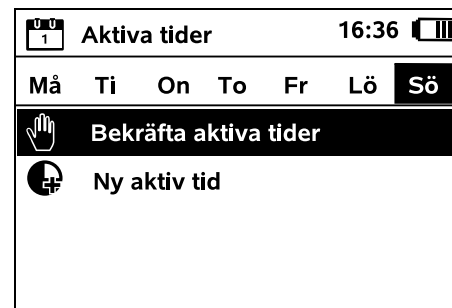 1 Aktiva tider 16:36
Må Ti On To Fr Lö Sö
Bekräfta aktiva tider
Ny aktiv tid